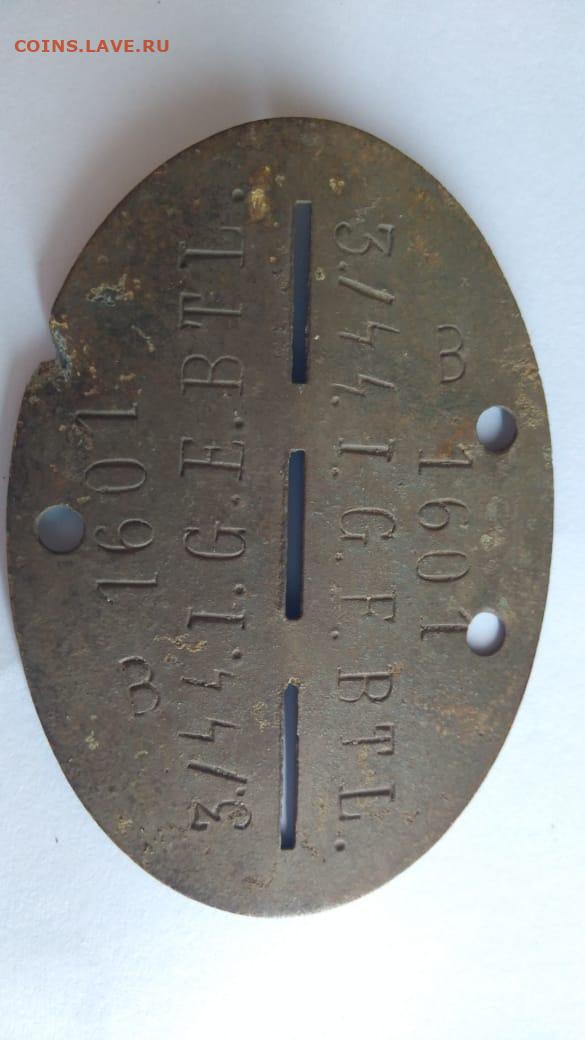 COINS.LAVE.RU
B 1601
3./44.I.G.F.BTL.
B 1601
3./44.I.G.E.BTL.